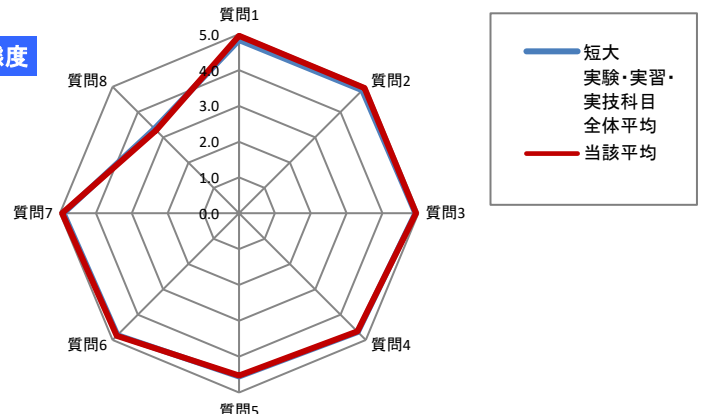 質問1
態度
5.0
質問8
4.0
質問2
3.0
2.0
1.0
質問7
0.0
質問3
質問6
質問4
質問5
短大
実験・実習・
実技科目
全体平均
当該平均